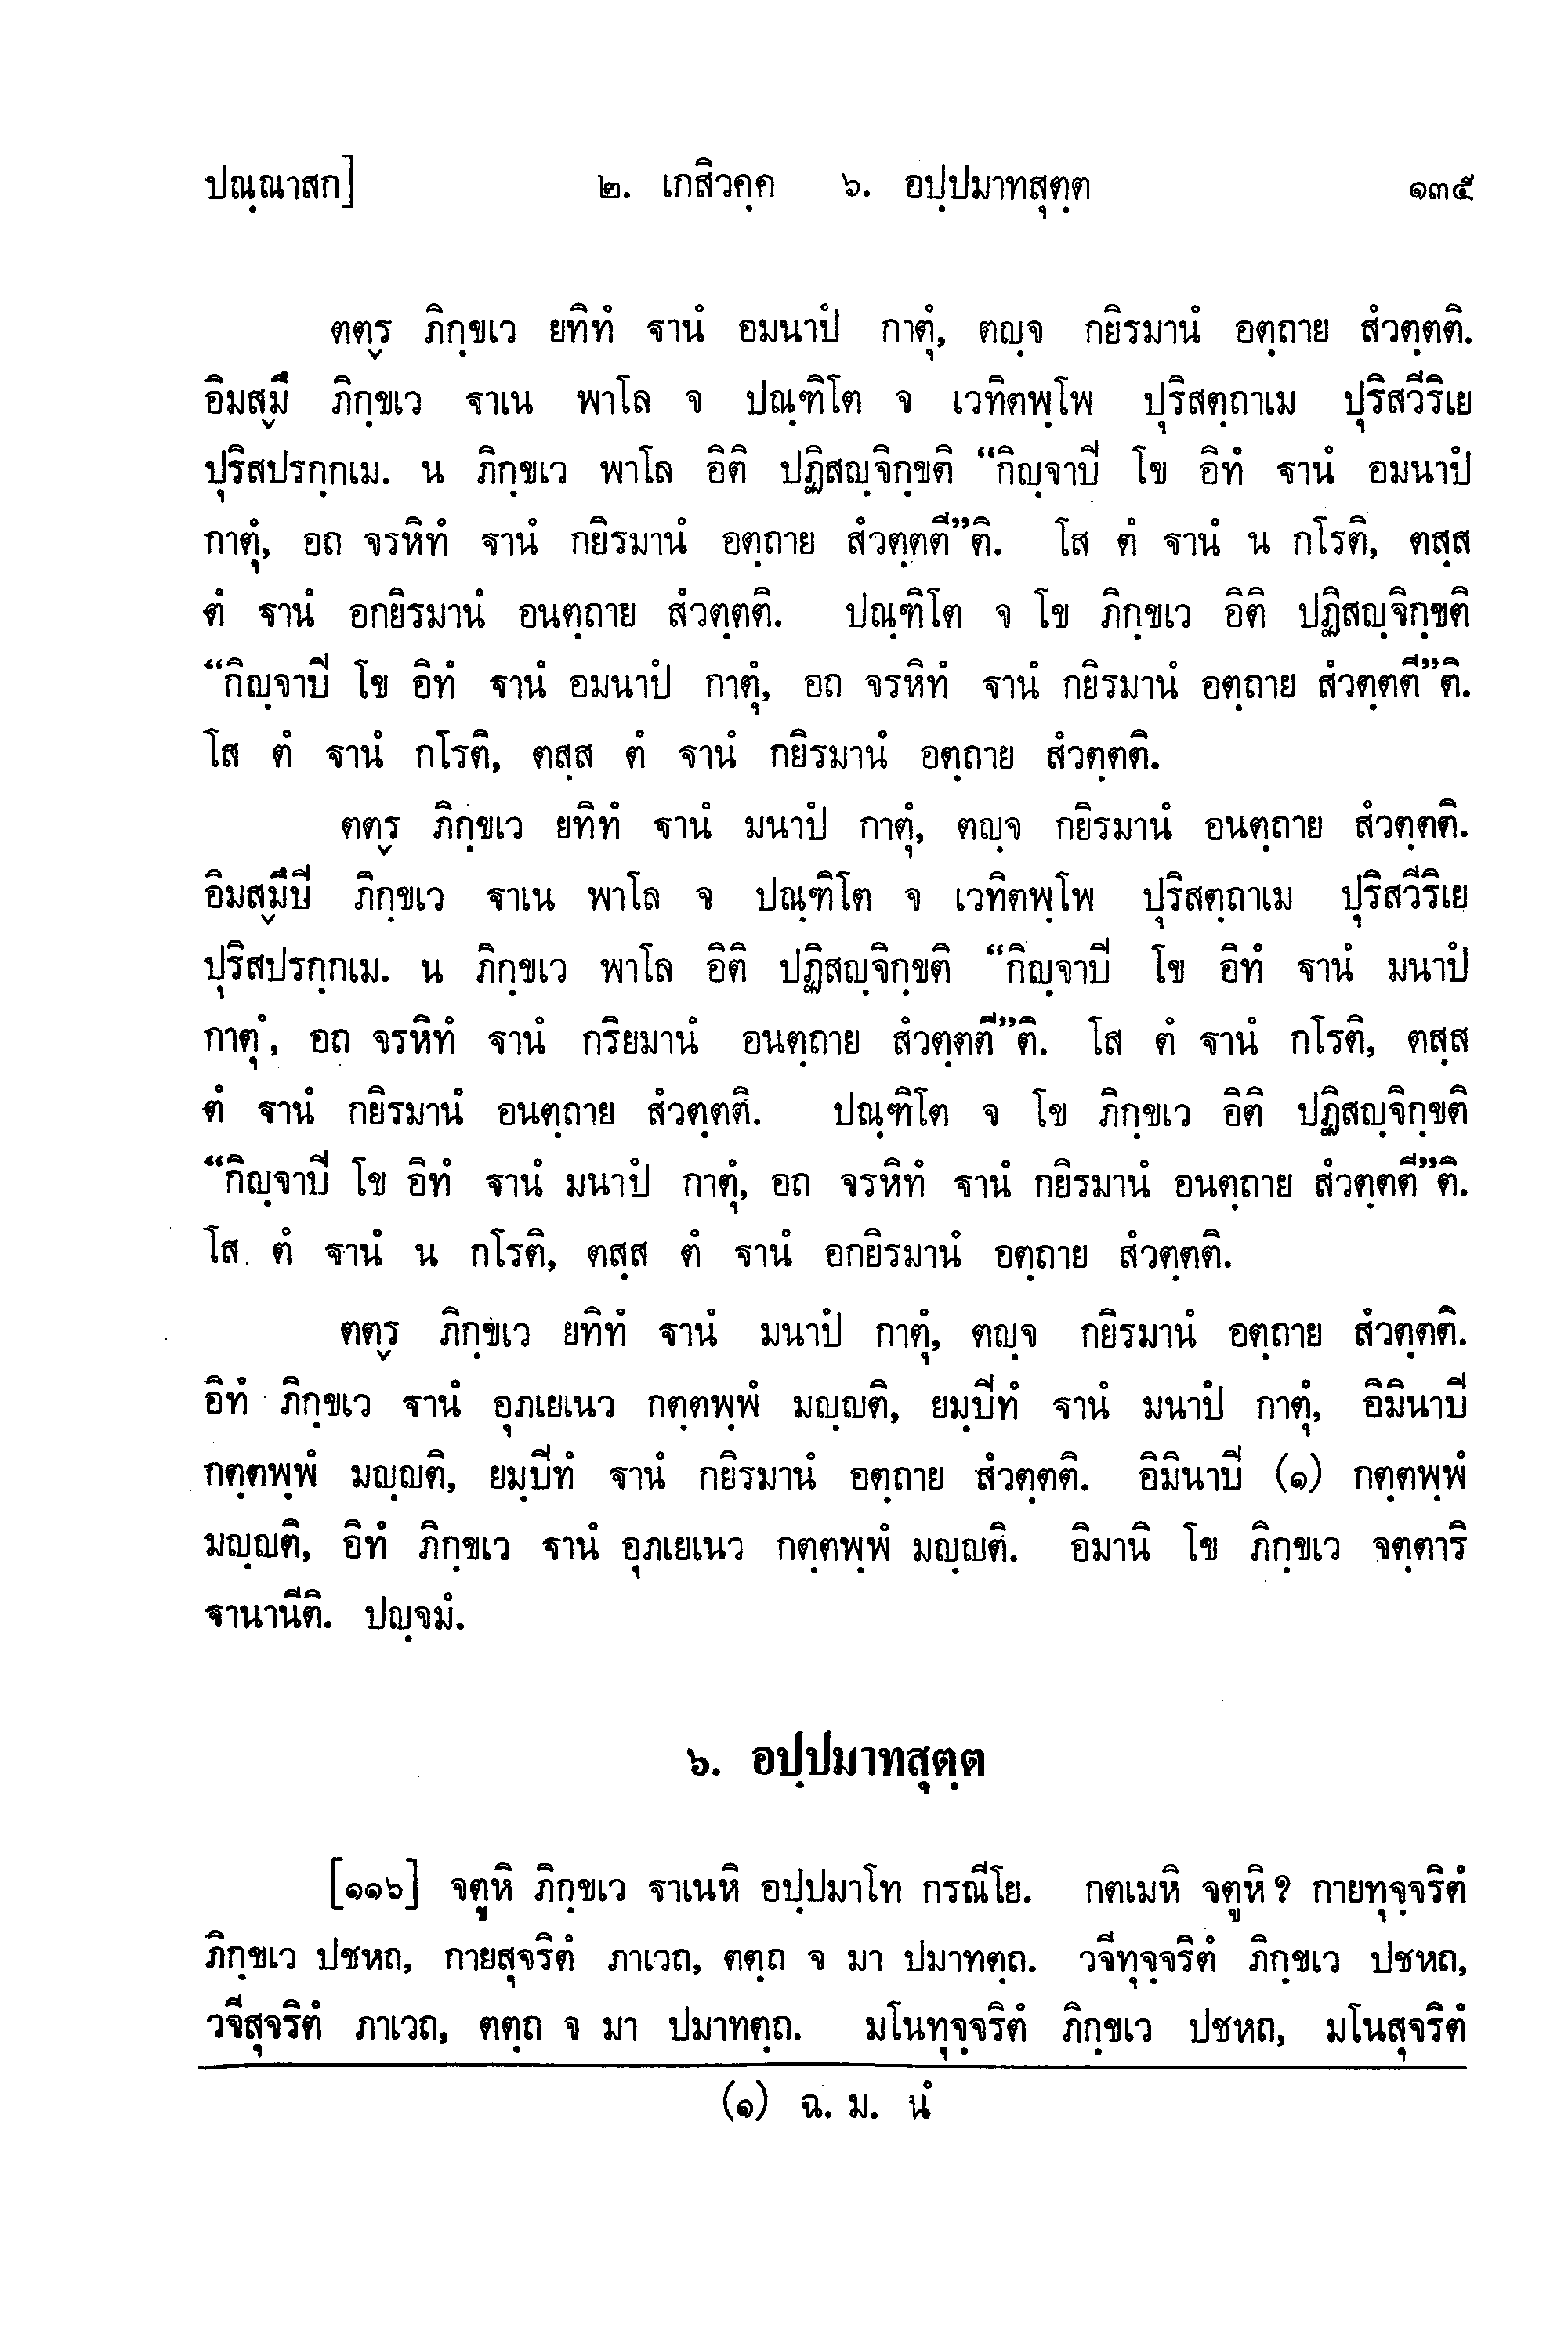 ปณฺณาสก] ๒. เกสิวคฺค ๖. อปฺปมาทสุตฺต ๑๓๕
ตตฺร ภิกฺขเว ยทิทํ ฐานํ อมนาปํ กาตุํ, ตญฺจ กยิรมานํ อตฺถาย สํวตฺตติ.
อิมสฺมึ ภิกฺขเว ฐาเน พาโล จ ปณฺฑิโต จ เวทิตพฺโพ ปุริสตฺถาเม ปุริสวีริเย
ปุริสปรกฺกเม. น ภิกฺขเว พาโล อิติ ปฏิสญฺจิกฺขติ “กิญฺจาปี โข อิทํ ฐานํ อมนาปํ
กาตุํ, อถ จรหิทํ ฐานํ กยิรมานํ อตฺถาย สํวตฺตตี”ติ. โส ตํ ฐานํ น กโรติ, ตสฺส
ตํ ฐานํ อกยิรมานํ อนตฺถาย สํวตฺตติ. ปณฺฑิโต จ โข ภิกฺขเว อิติ ปฏิสญฺจิกฺขติ
“กิญฺจาปี โข อิทํ ฐานํ อมนาปํ กาตุํ, อถ จรหิทํ ฐานํ กยิรมานํ อตฺถาย สํวตฺตตี”ติ.
โส ตํ ฐานํ กโรติ, ตสฺส ตํ ฐานํ กยิรมานํ อตฺถาย สํวตฺตติ.
ตตฺร ภิกฺขเว ยทิทํ ฐานํ มนาปํ กาตุํ, ตญฺจ กยิรมานํ อนตฺถาย สํวตฺตติ.
อิมสฺมึปี ภิกฺขเว ฐาเน พาโล จ ปณฺฑิโต จ เวทิตพฺโพ ปุริสตฺถาเม ปุริสวีริเย
ปุริสปรกฺกเม. น ภิกฺขเว พาโล อิติ ปฏิสญฺจิกฺขติ “กิญฺจาปี โข อิทํ ฐานํ มนาปํ
กาตุํ, อถ จรหิทํ ฐานํ กริยมานํ อนตฺถาย สํวตฺตตี”ติ. โส ตํ ฐานํ กโรติ, ตสฺส
ตํ ฐานํ กยิรมานํ อนตฺถาย สํวตฺตติ. ปณฺฑิโต จ โข ภิกฺขเว อิติ ปฏิสญฺจิกฺขติ
“กิญฺจาปี โข อิทํ ฐานํ มนาปํ กาตุํ, อถ จรหิทํ ฐานํ กยิรมานํ อนตฺถาย สํวตฺตตี”ติ.
โส ตํ ฐานํ น กโรติ, ตสฺส ตํ ฐานํ อกยิรมานํ อตฺถาย สํวตฺตติ.
ตตฺร ภิกฺขเว ยทิทํ ฐานํ มนาปํ กาตุํ, ตญฺจ กยิรมานํ อตฺถาย สํวตฺตติ.
อิทํ ภิกฺขเว ฐานํ อุภเยเนว กตฺตพฺพํ มญฺญติ, ยมฺปีทํ ฐานํ มนาปํ กาตุํ, อิมินาปี
กตฺตพฺพํ มญฺญติ, ยมฺปีทํ ฐานํ กยิรมานํ อตฺถาย สํวตฺตติ. อิมินาปี (๑) กตฺตพฺพํ
มญฺญติ, อิทํ ภิกฺขเว ฐานํ อุภเยเนว กตฺตพฺพํ มญฺญติ. อิมานิ โข ภิกฺขเว จตฺตาริ
ฐานานีติ. ปญฺจมํ.
๖. อปฺปมาทสุตฺต
[๑๑๖] จตูหิ ภิกฺขเว ฐาเนหิ อปฺปมาโท กรณีโย. กตเมหิ จตูหิ? กายทุจฺจริตํ
ภิกฺขเว ปชหถ, กายสุจริตํ ภาเวถ, ตตฺถ จ มา ปมาทตฺถ. วจีทุจฺจริตํ ภิกฺขเว ปชหถ,
วจีสุจริตํ ภาเวถ, ตตฺถ จ มา ปมาทตฺถ. มโนทุจฺจริตํ ภิกฺขเว ปชหถ, มโนสุจริตํ
(๑) ฉ. ม. นํ